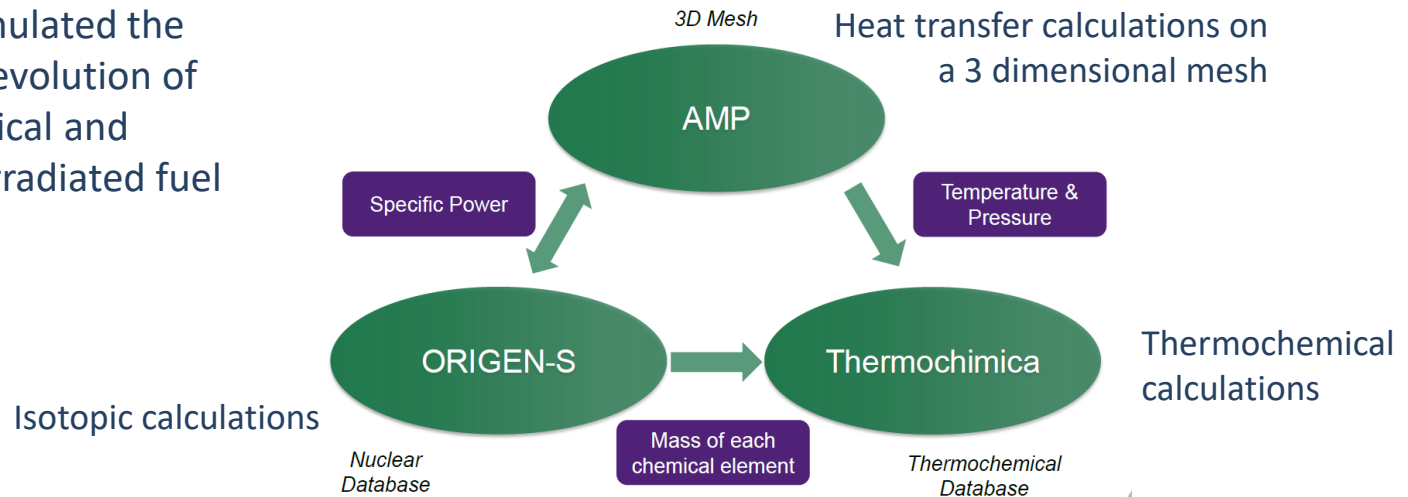 mulated the
evolution of
ical and
rradiated fuel
3D Mesh
Heat transfer calculations on
a 3 dimensional mesh
AMP
Specific Power
Temperature &
Pressure
ORIGEN-S
Thermochimica
Thermochemical
calculations
Isotopic calculations
Mass of each
chemical element
Nuclear
Database
Thermochemical
Database